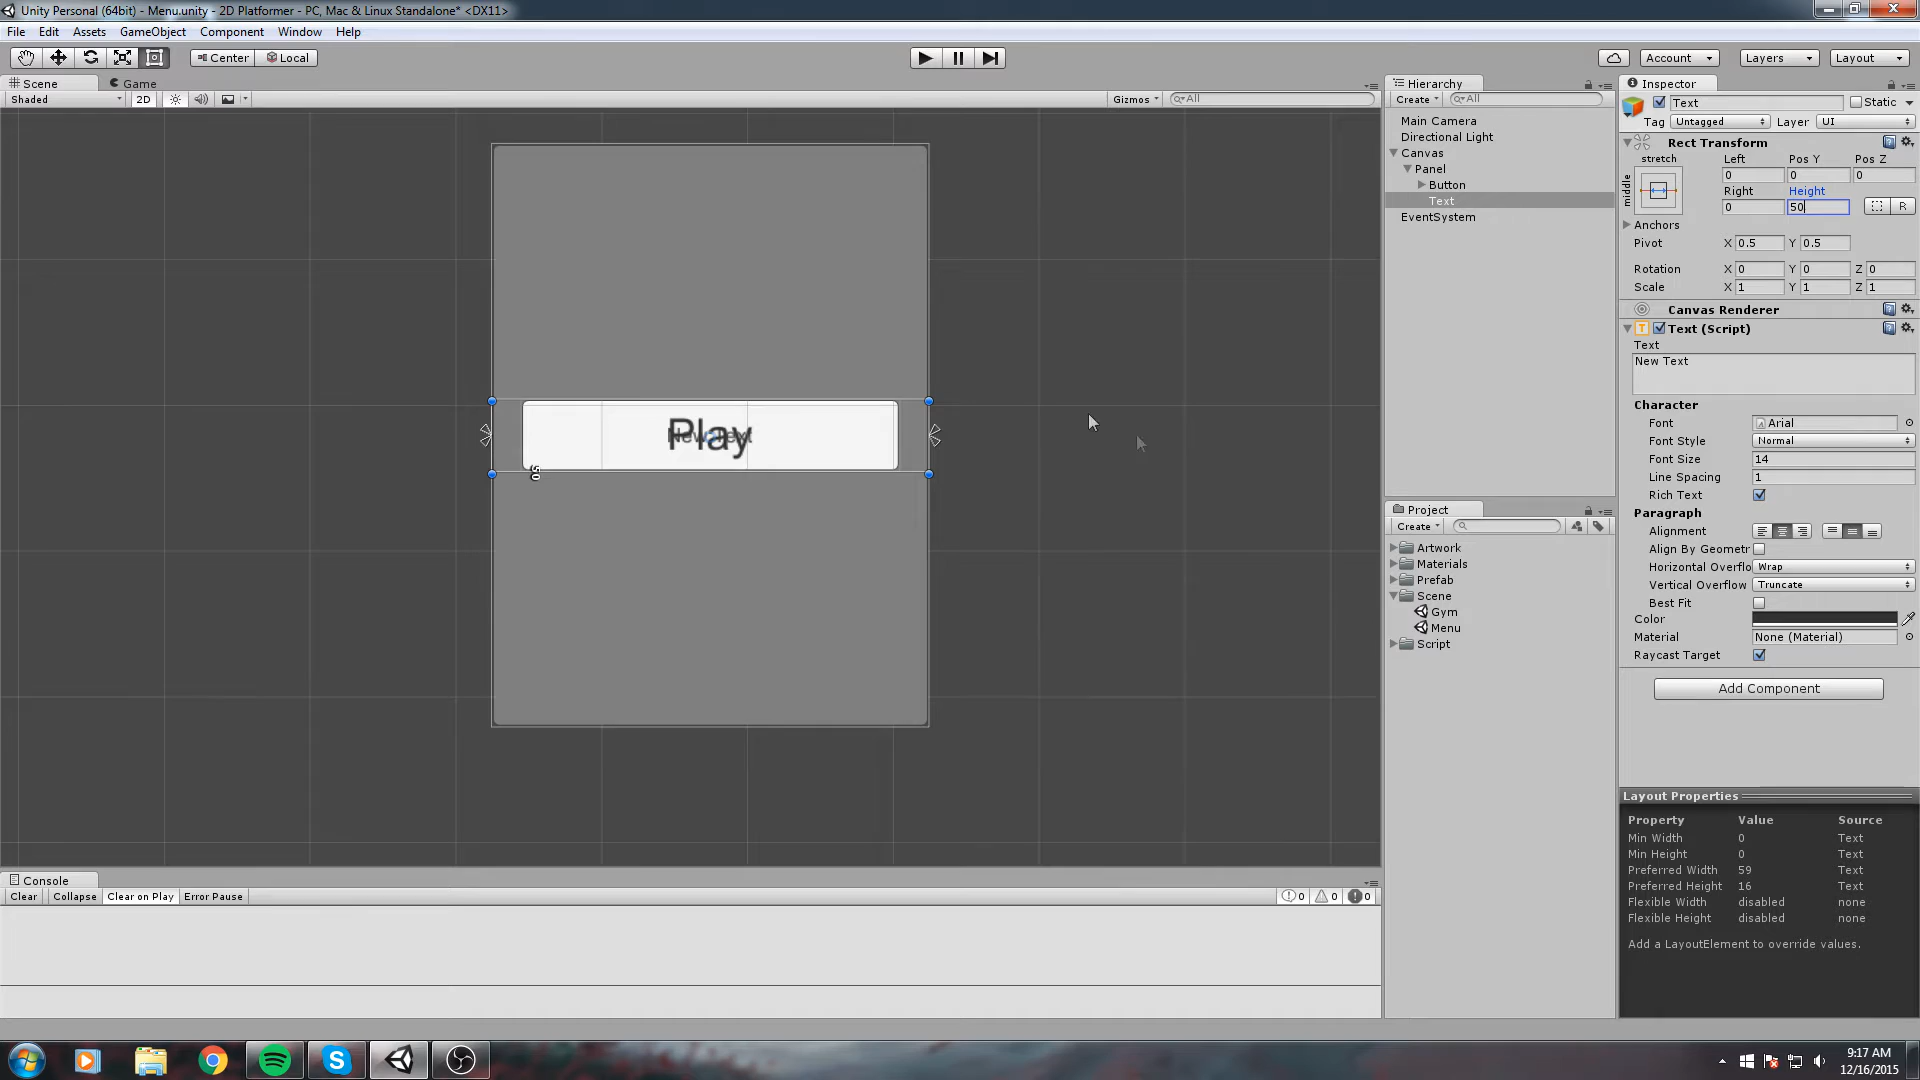 Unity Personal (64bit) - Menu.unity - 2D Platformer - PC, Mac & Linux Standalone* <DX11>
File Edit Assets GameObject Component Window Help
Center Local Account Layers Layout
Scene Game
Shaded 2D Gizmos All
Hierarchy
Create All
Main Camera
Directional Light
Canvas
Panel
Button
Text
EventSystem
Play
New Text
50
Project
Create
Artwork
Materials
Prefab
Scene
Gym
Menu
Script
Inspector
Text Static
Tag Untagged Layer UI
Rect Transform
stretch Left Pos Y Pos Z
middle 0 0 0
Right Height
0 50 R
Anchors
Pivot X 0.5 Y 0.5
Rotation X 0 Y 0 Z 0
Scale X 1 Y 1 Z 1
Canvas Renderer
Text (Script)
Text
New Text
Character
Font Arial
Font Style Normal
Font Size 14
Line Spacing 1
Rich Text
Paragraph
Alignment
Align By Geometr
Horizontal Overflo Wrap
Vertical Overflow Truncate
Best Fit
Color
Material None (Material)
Raycast Target
Add Component
Layout Properties
Property Value Source
Min Width 0 Text
Min Height 0 Text
Preferred Width 59 Text
Preferred Height 16 Text
Flexible Width disabled none
Flexible Height disabled none
Add a LayoutElement to override values.
Console
Clear Collapse Clear on Play Error Pause 0 0 0
9:17 AM
12/16/2015